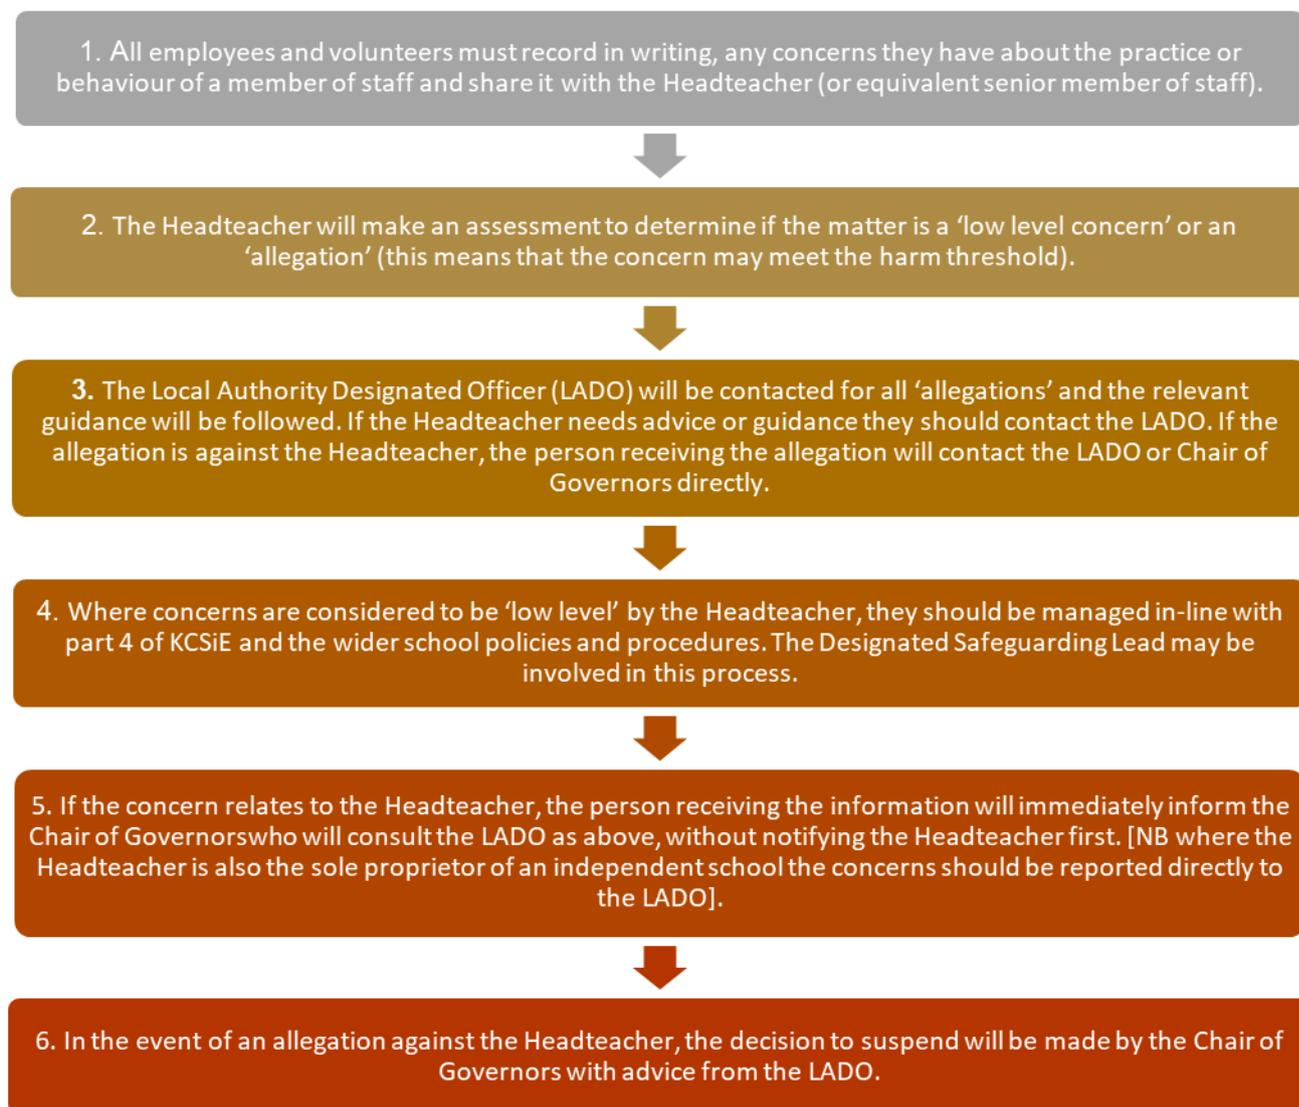 1. All employees and volunteers must record in writing, any concerns they have about the practice or
behaviour of a member of staff and share it with the Headteacher (or equivalent senior member of staff).
2. The Headteacher will make an assessment to determine if the matter is a ‘low level concern’ or an
‘allegation’ (this means that the concern may meet the harm threshold).
3. The Local Authority Designated Officer (LADO) will be contacted for all ‘allegations’ and the relevant
guidance will be followed. If the Headteacher needs advice or guidance they should contact the LADO. If the
allegation is against the Headteacher, the person receiving the allegation will contact the LADO or Chair of
Governors directly.
4. Where concerns are considered to be ‘low level’ by the Headteacher, they should be managed in-line with
part 4 of KCSiE and the wider school policies and procedures. The Designated Safeguarding Lead may be
involved in this process.
5. If the concern relates to the Headteacher, the person receiving the information will immediately inform the
Chair of Governorswho will consult the LADO as above, without notifying the Headteacher first. [NB where the
Headteacher is also the sole proprietor of an independent school the concerns should be reported directly to
the LADO].
6. In the event of an allegation against the Headteacher, the decision to suspend will be made by the Chair of
Governors with advice from the LADO.